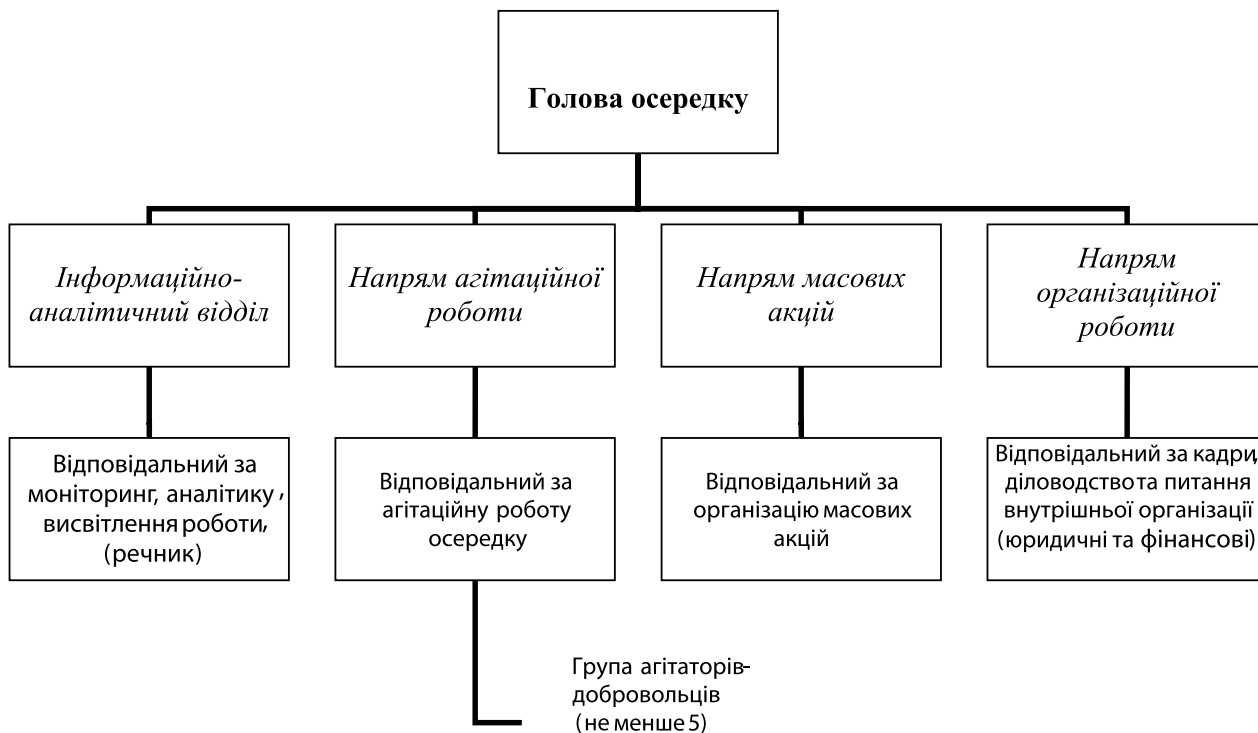 Голова осередку
Інформаційно-
аналітичний відділ
Напрям агітаційної
роботи
Напрям масових
акцій
Напрям
організаційної
роботи
Відповідальний за
моніторинг, аналітику,
висвітлення роботи,
(речник)
Відповідальний за
агітаційну роботу
осередку
Відповідальний за
організацію масових
акцій
Відповідальний за кадри,
діловодство та питання
внутрішньої організації
(юридичні та фінансові)
Група агітаторів-
добровольців
(не менше 5)